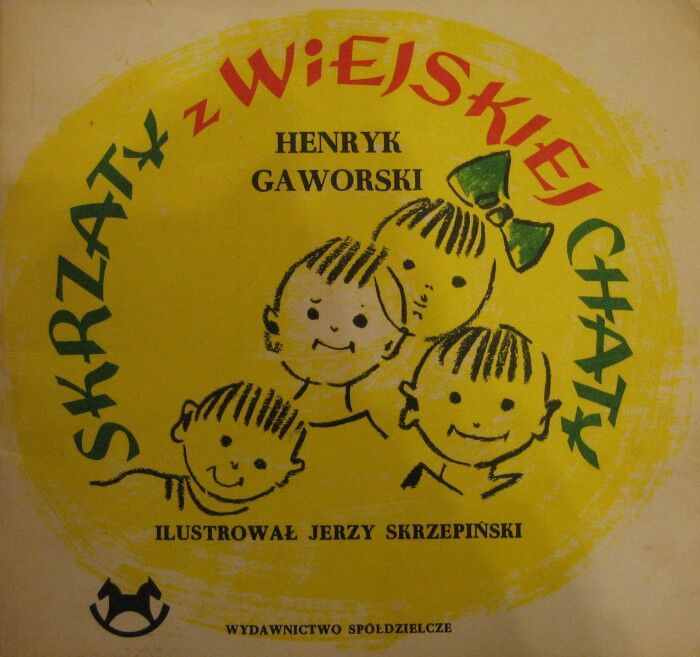 SKRZATY z WiEJSKIEJ CHATY
HENRYK
GAWORSKI
ILUSTROWAŁ JERZY SKRZEPIŃSKI
WYDAWNICTWO SPÓŁDZIELCZE